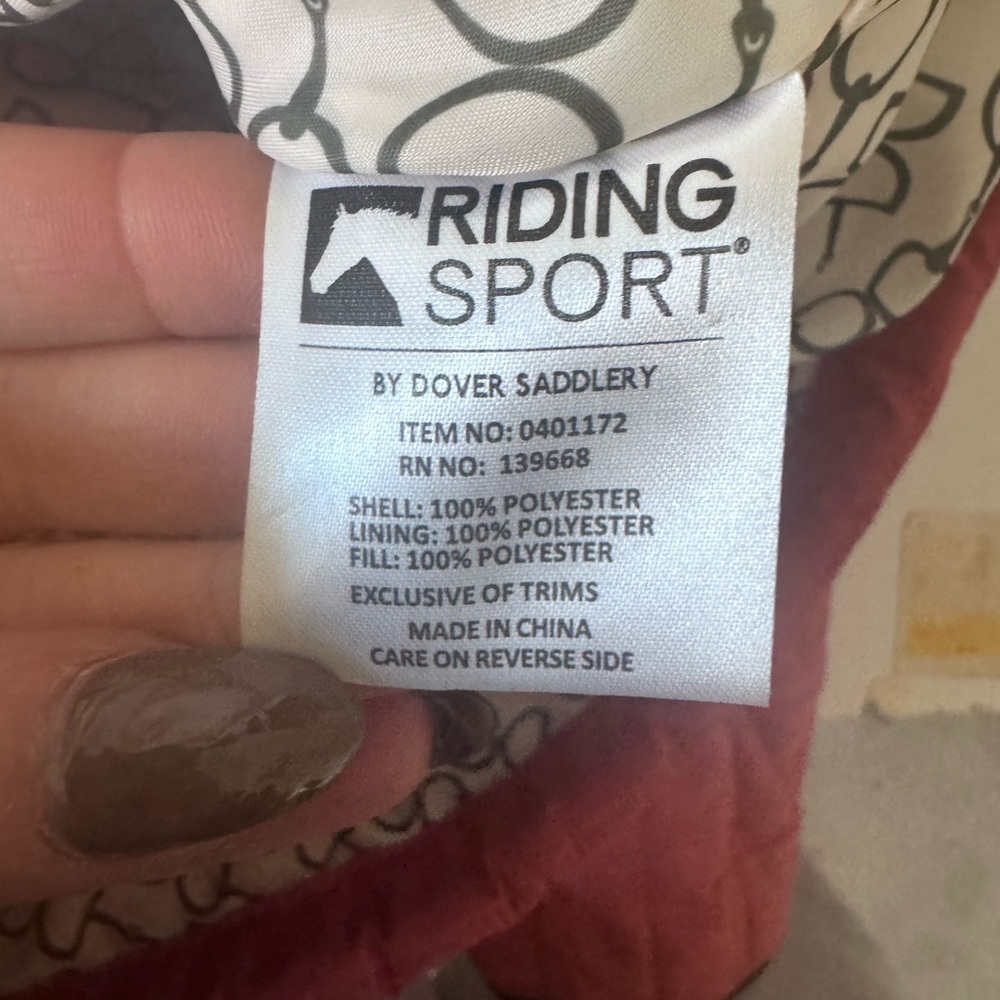 RIDING
SPORT®
BY DOVER SADDLERY
ITEM NO: 0401172
RN NO: 139668
SHELL: 100% POLYESTER
LINING: 100% POLYESTER
FILL: 100% POLYESTER
EXCLUSIVE OF TRIMS
MADE IN CHINA
CARE ON REVERSE SIDE